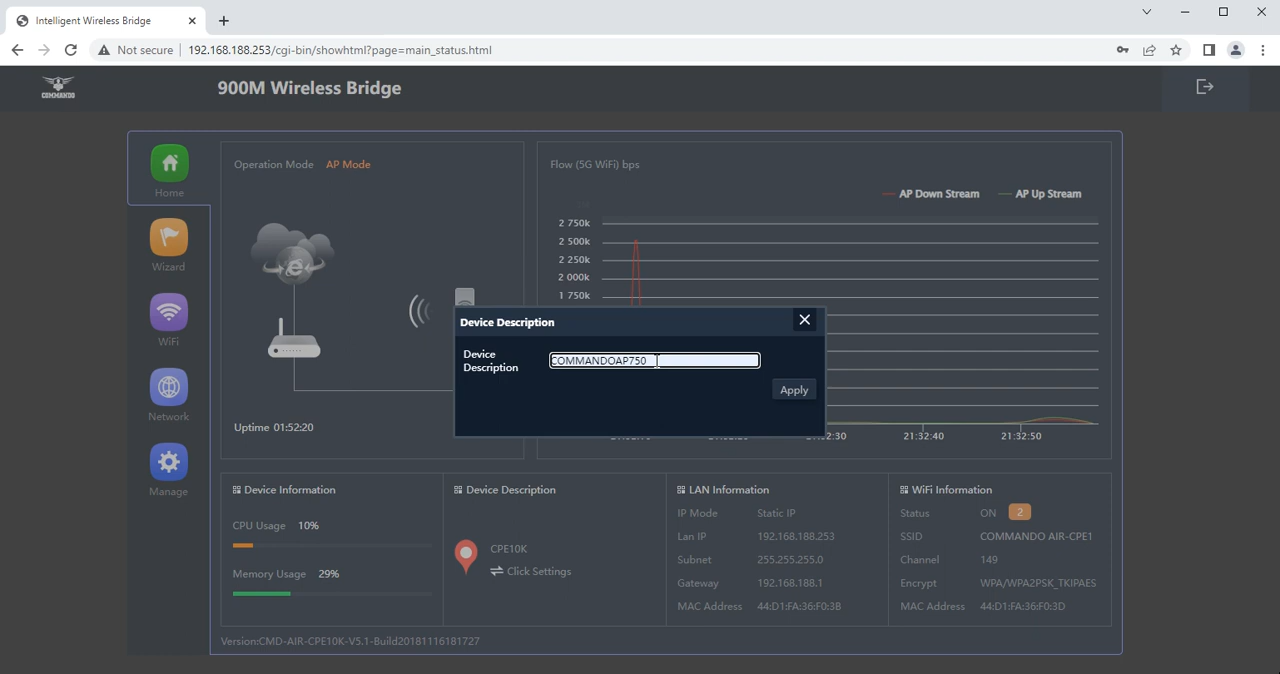 Intelligent Wireless Bridge
Not secure
192.168.188.253/cgi-bin/showhtml?page=main_status.html
COMMANDO
900M Wireless Bridge
Home
Wizard
WiFi
Network
Manage
Operation Mode AP Mode
Uptime 01:52:20
Flow (5G WiFi) bps
AP Down Stream
AP Up Stream
2 750k
2 500k
2 250k
2 000k
1 750k
21:32:40
21:32:50
Device Description
Device
Description
COMMANDOAP750
Apply
Device Information
CPU Usage 10%
Memory Usage 29%
Device Description
CPE10K
Click Settings
LAN Information
IP Mode Static IP
Lan IP 192.168.188.253
Subnet 255.255.255.0
Gateway 192.168.188.1
MAC Address 44:D1:FA:36:F0:3B
WiFi Information
Status ON 2
SSID COMMANDO AIR-CPE1
Channel 149
Encrypt WPA/WPA2PSK_TKIPAES
MAC Address 44:D1:FA:36:F0:3D
Version:CMD-AIR-CPE10K-V5.1-Build20181116181727